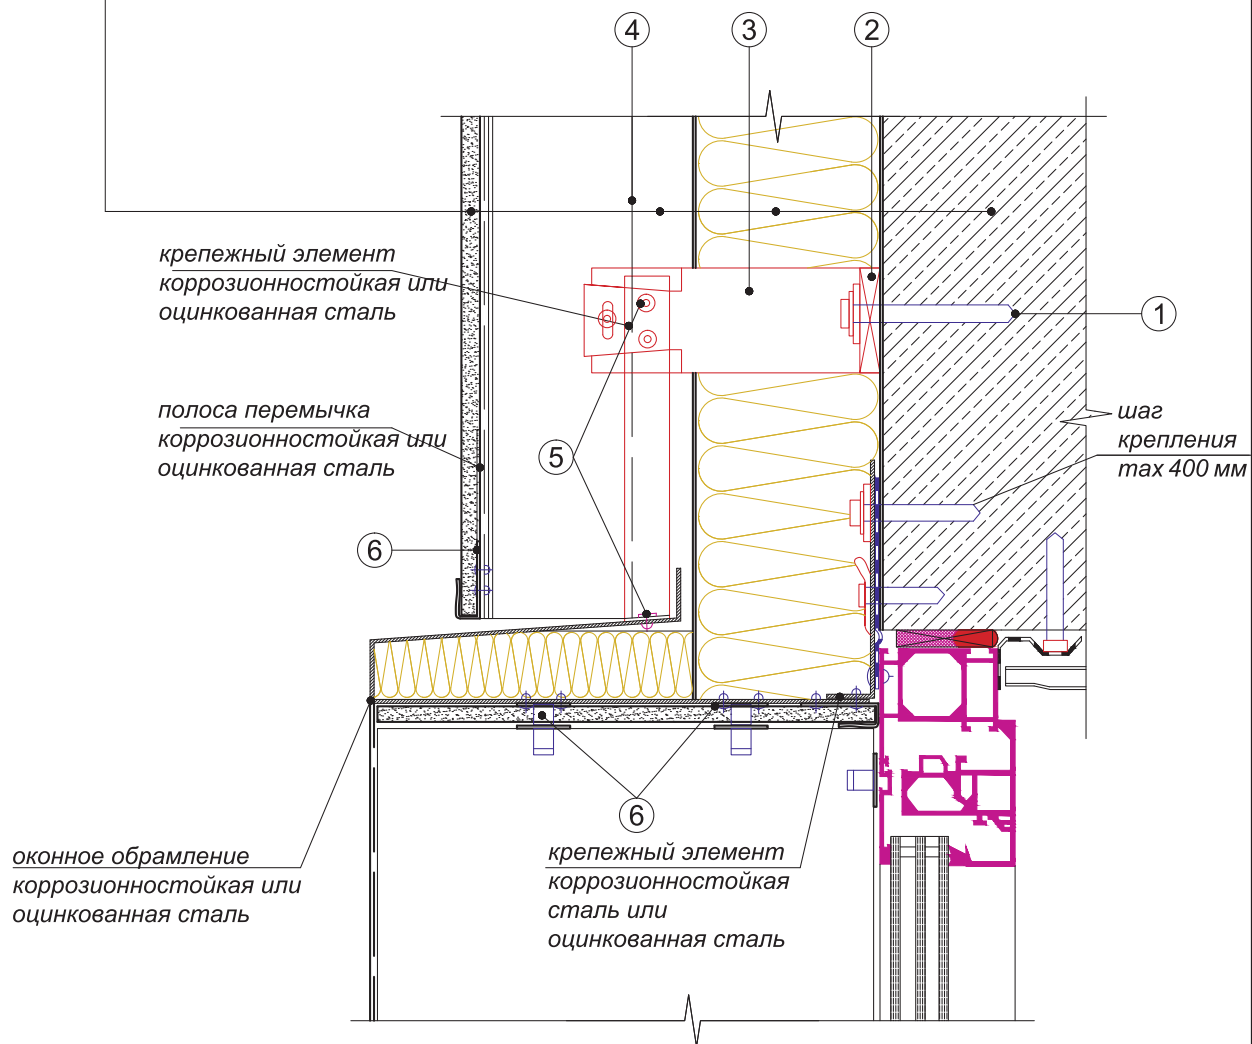 4
3
2
крепежный элемент
коррозионностойкая или
оцинкованная сталь
1
полоса перемычка
коррозионностойкая или
оцинкованная сталь
шаг
крепления
max 400 мм
5
6
6
оконное обрамление
коррозионностойкая или
оцинкованная сталь
крепежный элемент
коррозионностойкая
сталь или
оцинкованная сталь